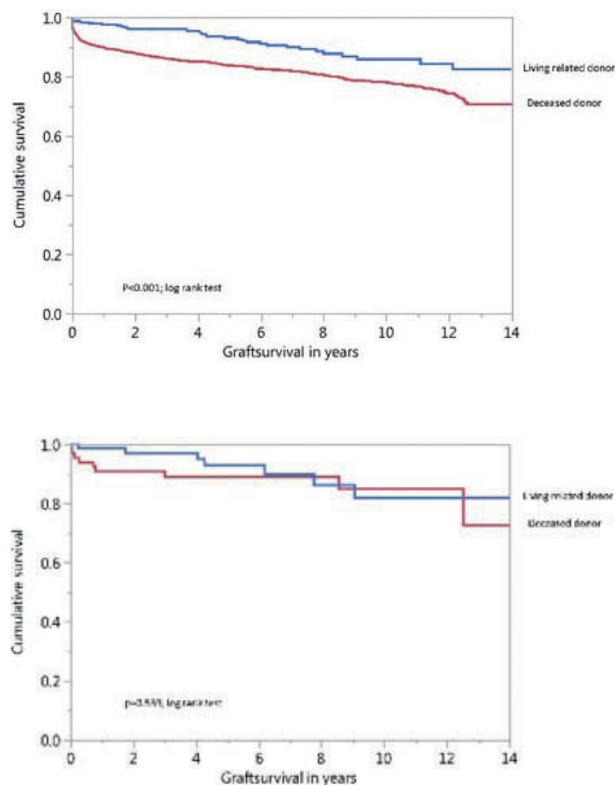 1.0
0.8
0.6
0.4
0.2
0.0
Cumulative survival
Living related donor
Deceased donor
P<0.001; log rank test
0 2 4 6 8 10 12 14
Graftsurvival in years
1.0
0.8
0.6
0.4
0.2
0.0
Cumulative survival
Living related donor
Deceased donor
log rank test
0 2 4 6 8 10 12 14
Graftsurvival in years